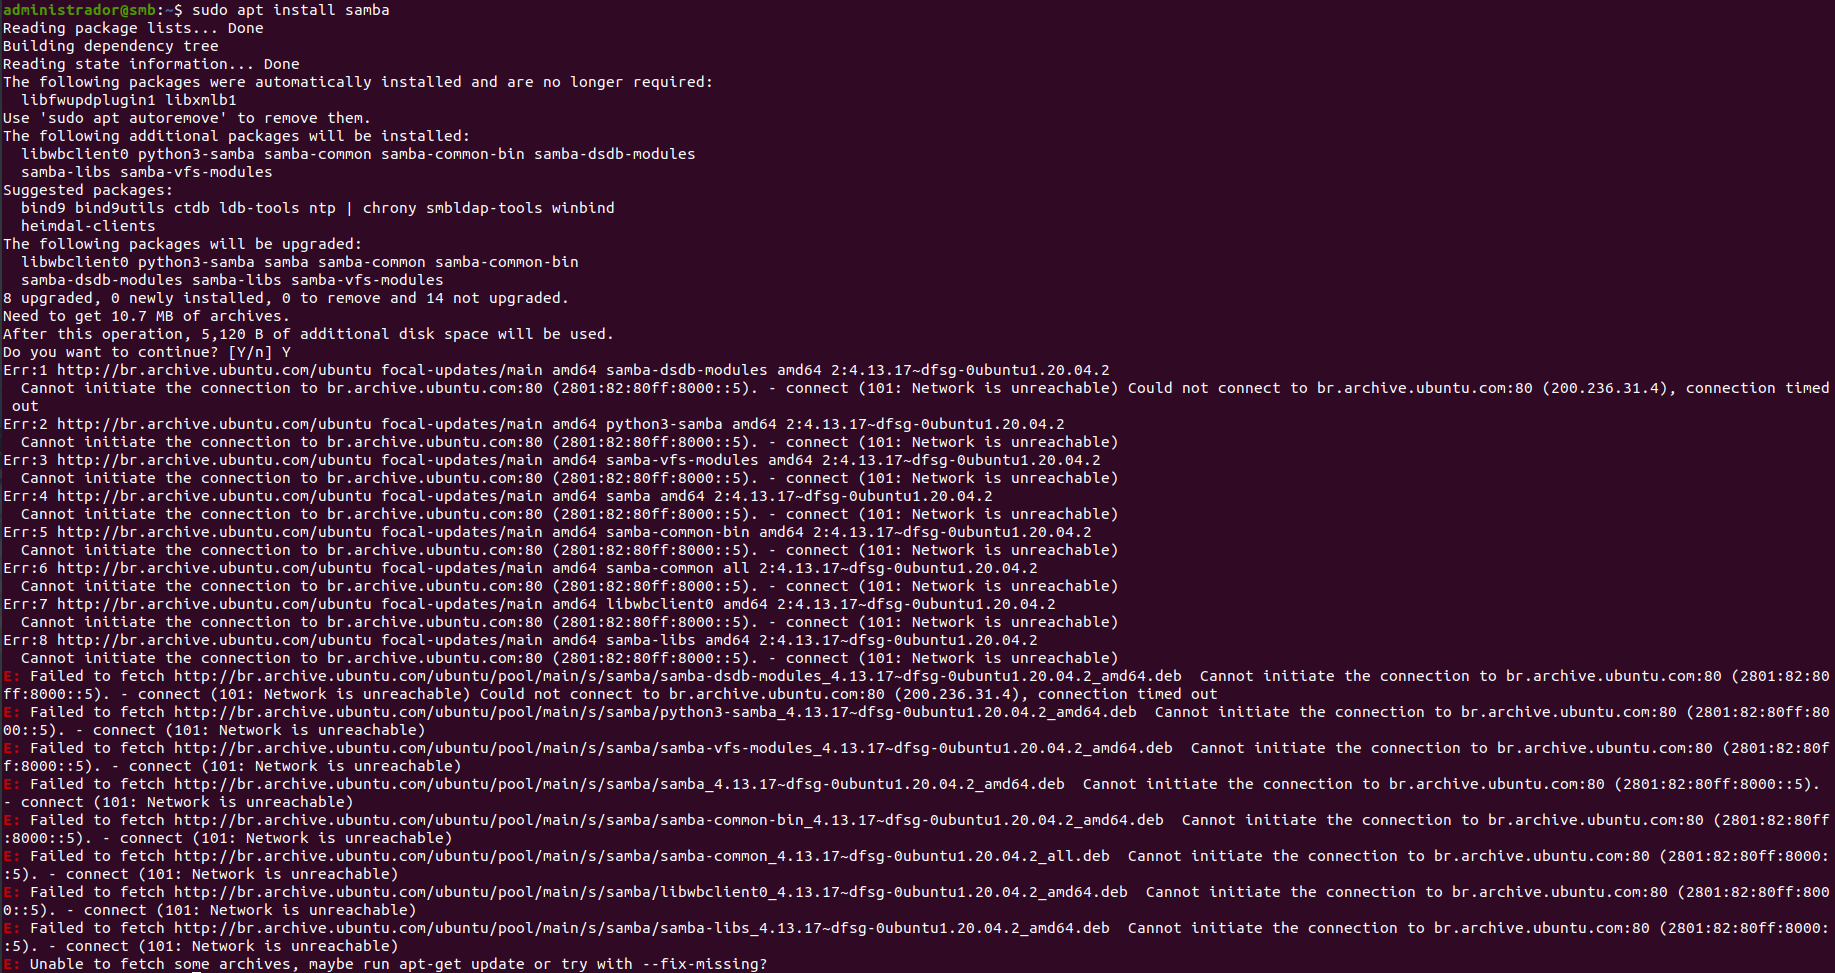 administrador@smb:~$ sudo apt install samba
Reading package lists... Done
Building dependency tree
Reading state information... Done
The following packages were automatically installed and are no longer required:
  libfwupdplugin1 libxmlb1
Use 'sudo apt autoremove' to remove them.
The following additional packages will be installed:
  libwbclient0 python3-samba samba-common samba-common-bin samba-dsdb-modules
  samba-libs samba-vfs-modules
Suggested packages:
  bind9 bind9utils ctdb ldb-tools ntp | chrony smbldap-tools winbind
  heimdal-clients
The following packages will be upgraded:
  libwbclient0 python3-samba samba samba-common samba-common-bin
  samba-dsdb-modules samba-libs samba-vfs-modules
8 upgraded, 0 newly installed, 0 to remove and 14 not upgraded.
Need to get 10.7 MB of archives.
After this operation, 5,120 B of additional disk space will be used.
Do you want to continue? [Y/n] Y
Err:1 http://br.archive.ubuntu.com/ubuntu focal-updates/main amd64 samba-dsdb-modules amd64 2:4.13.17~dfsg-0ubuntu1.20.04.2
  Cannot initiate the connection to br.archive.ubuntu.com:80 (2801:82:80ff:8000::5). - connect (101: Network is unreachable) Could not connect to br.archive.ubuntu.com:80 (200.236.31.4), connection timed
 out
Err:2 http://br.archive.ubuntu.com/ubuntu focal-updates/main amd64 python3-samba amd64 2:4.13.17~dfsg-0ubuntu1.20.04.2
  Cannot initiate the connection to br.archive.ubuntu.com:80 (2801:82:80ff:8000::5). - connect (101: Network is unreachable)
Err:3 http://br.archive.ubuntu.com/ubuntu focal-updates/main amd64 samba-vfs-modules amd64 2:4.13.17~dfsg-0ubuntu1.20.04.2
  Cannot initiate the connection to br.archive.ubuntu.com:80 (2801:82:80ff:8000::5). - connect (101: Network is unreachable)
Err:4 http://br.archive.ubuntu.com/ubuntu focal-updates/main amd64 samba amd64 2:4.13.17~dfsg-0ubuntu1.20.04.2
  Cannot initiate the connection to br.archive.ubuntu.com:80 (2801:82:80ff:8000::5). - connect (101: Network is unreachable)
Err:5 http://br.archive.ubuntu.com/ubuntu focal-updates/main amd64 samba-common-bin amd64 2:4.13.17~dfsg-0ubuntu1.20.04.2
  Cannot initiate the connection to br.archive.ubuntu.com:80 (2801:82:80ff:8000::5). - connect (101: Network is unreachable)
Err:6 http://br.archive.ubuntu.com/ubuntu focal-updates/main amd64 samba-common all 2:4.13.17~dfsg-0ubuntu1.20.04.2
  Cannot initiate the connection to br.archive.ubuntu.com:80 (2801:82:80ff:8000::5). - connect (101: Network is unreachable)
Err:7 http://br.archive.ubuntu.com/ubuntu focal-updates/main amd64 libwbclient0 amd64 2:4.13.17~dfsg-0ubuntu1.20.04.2
  Cannot initiate the connection to br.archive.ubuntu.com:80 (2801:82:80ff:8000::5). - connect (101: Network is unreachable)
Err:8 http://br.archive.ubuntu.com/ubuntu focal-updates/main amd64 samba-libs amd64 2:4.13.17~dfsg-0ubuntu1.20.04.2
  Cannot initiate the connection to br.archive.ubuntu.com:80 (2801:82:80ff:8000::5). - connect (101: Network is unreachable)
E: Failed to fetch http://br.archive.ubuntu.com/ubuntu/pool/main/s/samba/samba-dsdb-modules_4.13.17~dfsg-0ubuntu1.20.04.2_amd64.deb  Cannot initiate the connection to br.archive.ubuntu.com:80 (2801:82:80
ff:8000::5). - connect (101: Network is unreachable) Could not connect to br.archive.ubuntu.com:80 (200.236.31.4), connection timed out
E: Failed to fetch http://br.archive.ubuntu.com/ubuntu/pool/main/s/samba/python3-samba_4.13.17~dfsg-0ubuntu1.20.04.2_amd64.deb  Cannot initiate the connection to br.archive.ubuntu.com:80 (2801:82:80ff:80
00::5). - connect (101: Network is unreachable)
E: Failed to fetch http://br.archive.ubuntu.com/ubuntu/pool/main/s/samba/samba-vfs-modules_4.13.17~dfsg-0ubuntu1.20.04.2_amd64.deb  Cannot initiate the connection to br.archive.ubuntu.com:80 (2801:82:80f
f:8000::5). - connect (101: Network is unreachable)
E: Failed to fetch http://br.archive.ubuntu.com/ubuntu/pool/main/s/samba/samba_4.13.17~dfsg-0ubuntu1.20.04.2_amd64.deb  Cannot initiate the connection to br.archive.ubuntu.com:80 (2801:82:80ff:8000::5).
- connect (101: Network is unreachable)
E: Failed to fetch http://br.archive.ubuntu.com/ubuntu/pool/main/s/samba/samba-common-bin_4.13.17~dfsg-0ubuntu1.20.04.2_amd64.deb  Cannot initiate the connection to br.archive.ubuntu.com:80 (2801:82:80ff
:8000::5). - connect (101: Network is unreachable)
E: Failed to fetch http://br.archive.ubuntu.com/ubuntu/pool/main/s/samba/samba-common_4.13.17~dfsg-0ubuntu1.20.04.2_all.deb  Cannot initiate the connection to br.archive.ubuntu.com:80 (2801:82:80ff:8000:
:5). - connect (101: Network is unreachable)
E: Failed to fetch http://br.archive.ubuntu.com/ubuntu/pool/main/s/samba/libwbclient0_4.13.17~dfsg-0ubuntu1.20.04.2_amd64.deb  Cannot initiate the connection to br.archive.ubuntu.com:80 (2801:82:80ff:800
0::5). - connect (101: Network is unreachable)
E: Failed to fetch http://br.archive.ubuntu.com/ubuntu/pool/main/s/samba/samba-libs_4.13.17~dfsg-0ubuntu1.20.04.2_amd64.deb  Cannot initiate the connection to br.archive.ubuntu.com:80 (2801:82:80ff:8000:
:5). - connect (101: Network is unreachable)
E: Unable to fetch some archives, maybe run apt-get update or try with --fix-missing?